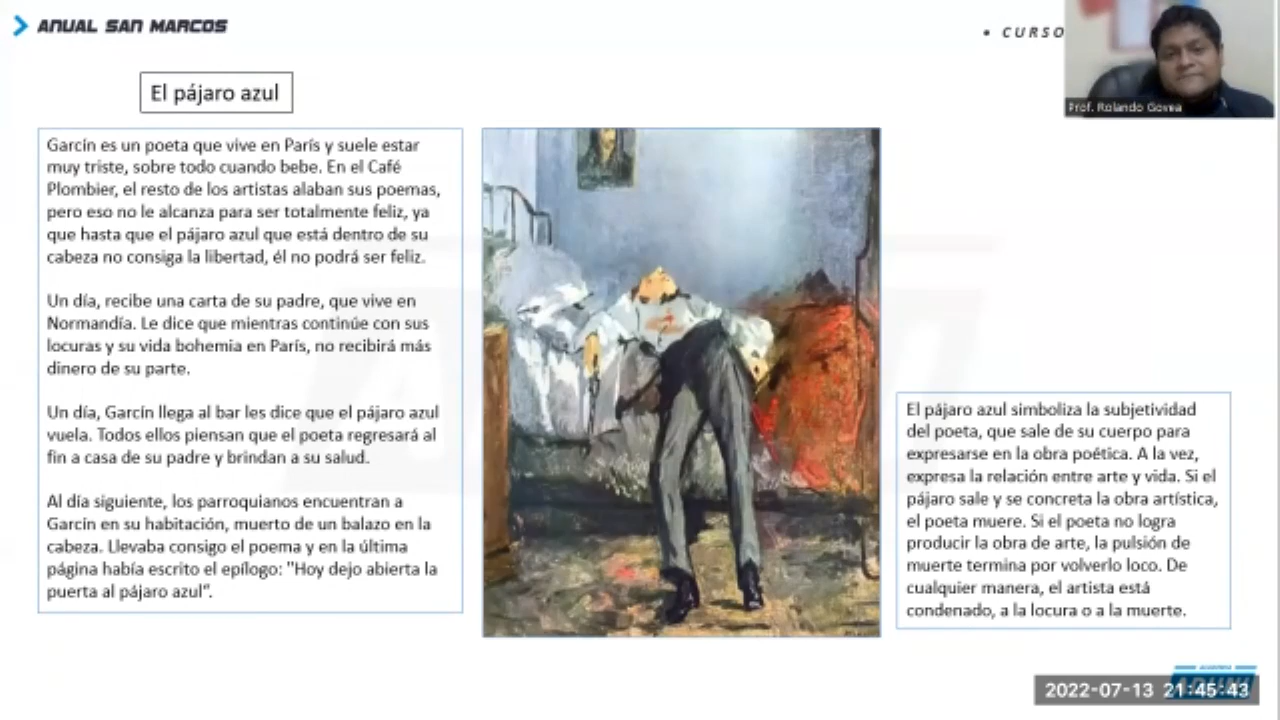 ANUAL SAN MARCOS
• CURSO
Prof. Rolando Govea
El pájaro azul
Garcín es un poeta que vive en París y suele estar
muy triste, sobre todo cuando bebe. En el Café
Plombier, el resto de los artistas alaban sus poemas,
pero eso no le alcanza para ser totalmente feliz, ya
que hasta que el pájaro azul que está dentro de su
cabeza no consiga la libertad, él no podrá ser feliz.
Un día, recibe una carta de su padre, que vive en
Normandía. Le dice que mientras continúe con sus
locuras y su vida bohemia en París, no recibirá más
dinero de su parte.
Un día, Garcín llega al bar les dice que el pájaro azul
vuela. Todos ellos piensan que el poeta regresará al
fin a casa de su padre y brindan a su salud.
Al día siguiente, los parroquianos encuentran a
Garcín en su habitación, muerto de un balazo en la
cabeza. Llevaba consigo el poema y en la última
página había escrito el epílogo: "Hoy dejo abierta la
puerta al pájaro azul".
El pájaro azul simboliza la subjetividad
del poeta, que sale de su cuerpo para
expresarse en la obra poética. A la vez,
expresa la relación entre arte y vida. Si el
pájaro sale y se concreta la obra artística,
el poeta muere. Si el poeta no logra
producir la obra de arte, la pulsión de
muerte termina por volverlo loco. De
cualquier manera, el artista está
condenado, a la locura o a la muerte.
2022-07-13 21:45:43